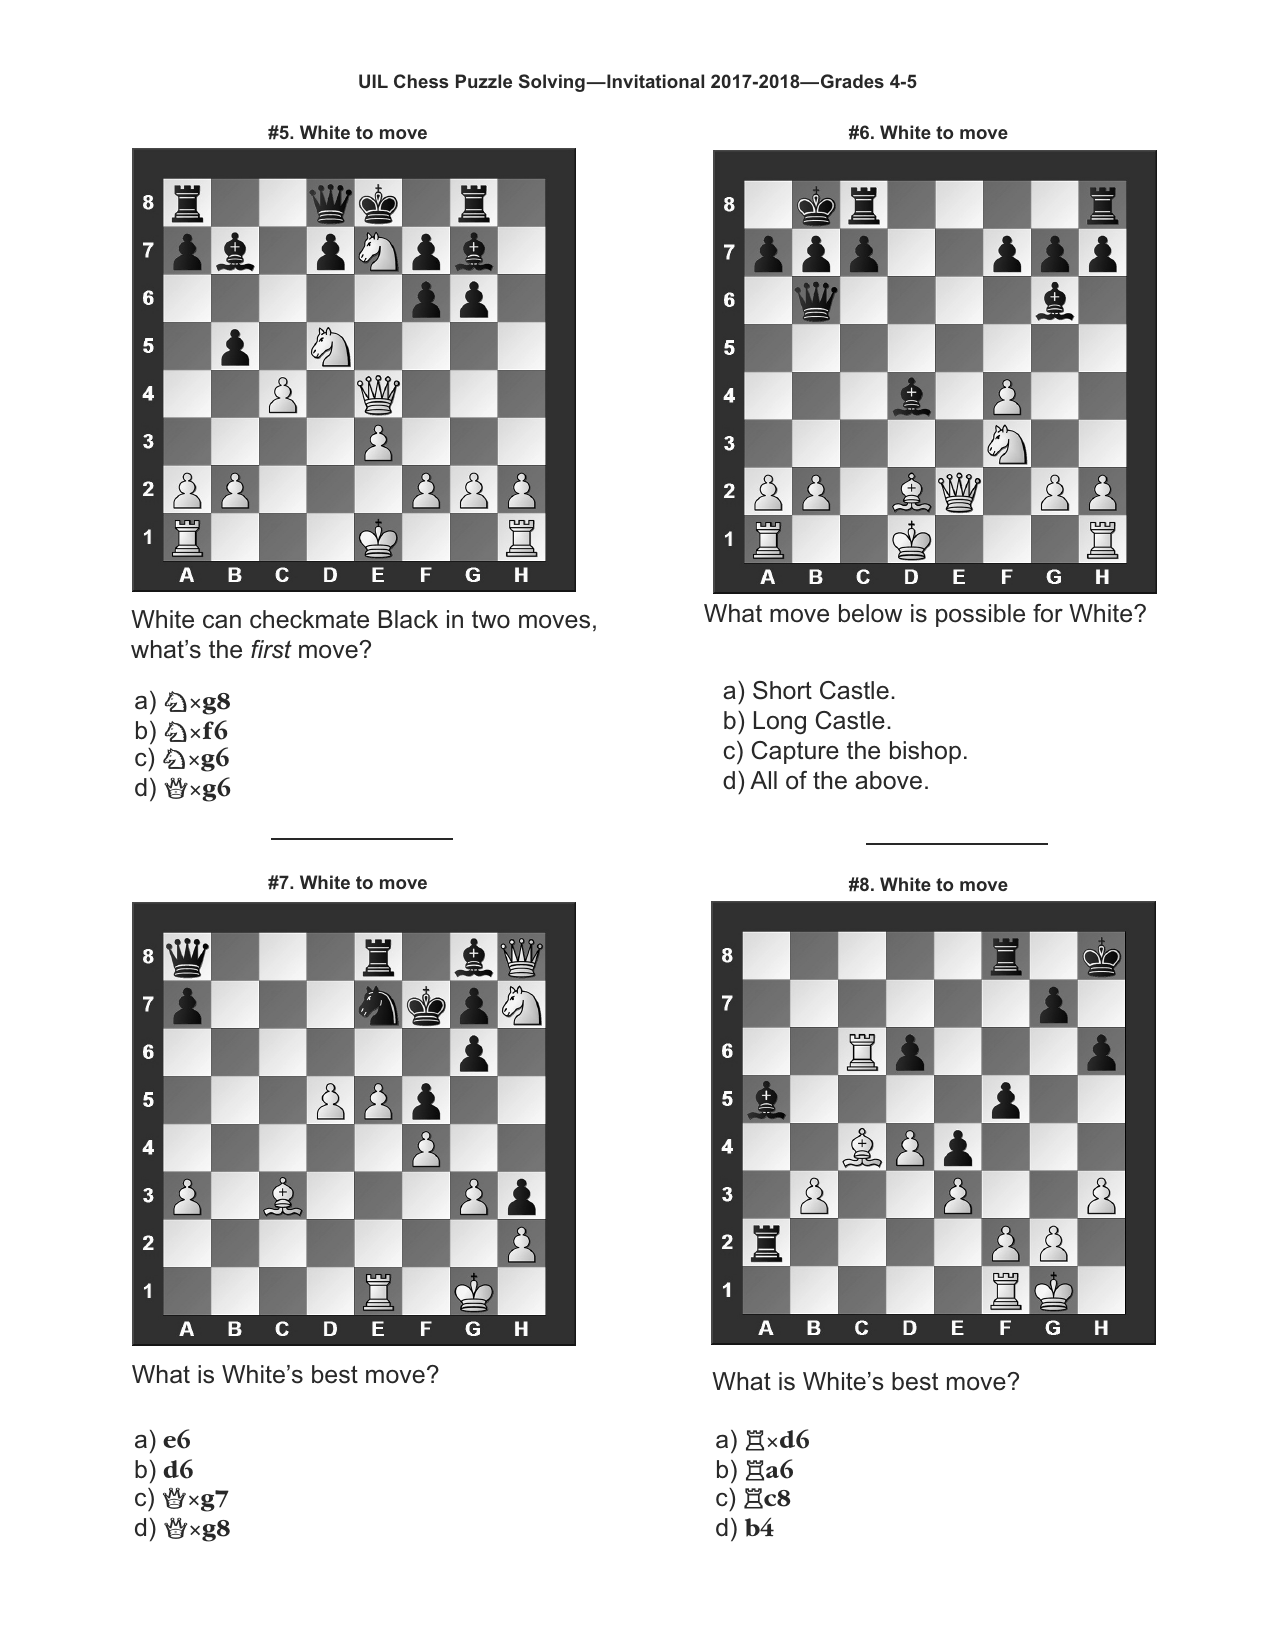 UIL Chess Puzzle Solving—Invitational 2017-2018—Grades 4-5
#5. White to move
8
7
6
5
4
3
2
1
A B C D E F G H
White can checkmate Black in two moves,
what's the first move?
a) ♘×g8
b) ♘×f6
c) ♘×g6
d) ♕×g6
#6. White to move
8
7
6
5
4
3
2
1
A B C D E F G H
What move below is possible for White?
a) Short Castle.
b) Long Castle.
c) Capture the bishop.
d) All of the above.
#7. White to move
8
7
6
5
4
3
2
1
A B C D E F G H
What is White's best move?
a) e6
b) d6
c) ♕×g7
d) ♕×g8
#8. White to move
8
7
6
5
4
3
2
1
A B C D E F G H
What is White's best move?
a) ♖×d6
b) ♖a6
c) ♖c8
d) b4